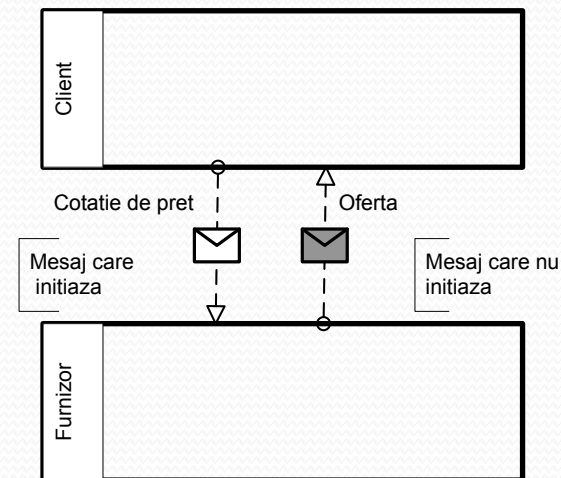 Client
Cotatie de pret
Oferta
Mesaj care
initiaza
Mesaj care nu
initiaza
Furnizor